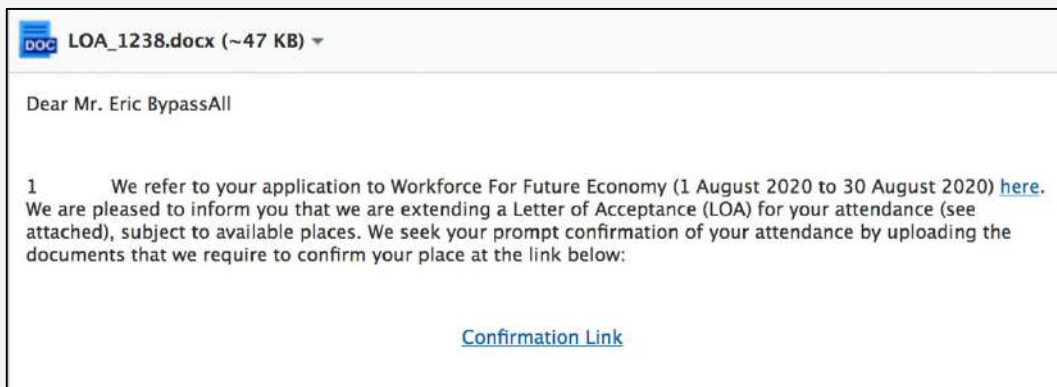 DOC LOA_1238.docx (~47 KB)
Dear Mr. Eric BypassAll
1 We refer to your application to Workforce For Future Economy (1 August 2020 to 30 August 2020) here.
We are pleased to inform you that we are extending a Letter of Acceptance (LOA) for your attendance (see
attached), subject to available places. We seek your prompt confirmation of your attendance by uploading the
documents that we require to confirm your place at the link below:
Confirmation Link